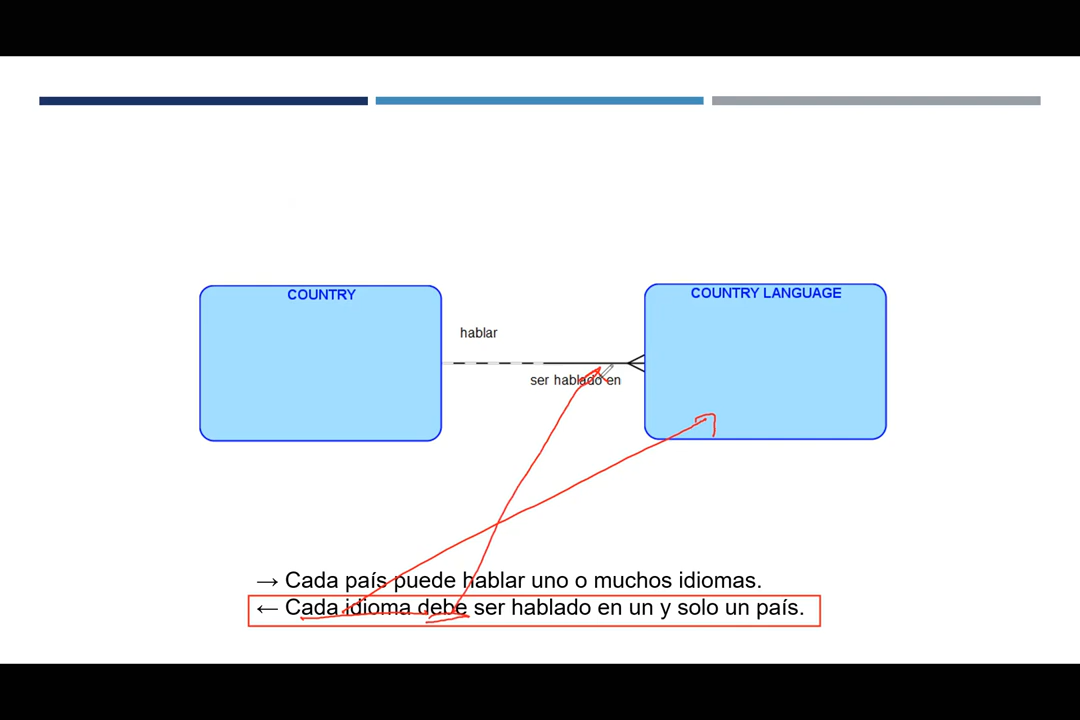 COUNTRY
COUNTRY LANGUAGE
hablar
ser hablado en
→ Cada país puede hablar uno o muchos idiomas.
← Cada idioma debe ser hablado en un y solo un país.